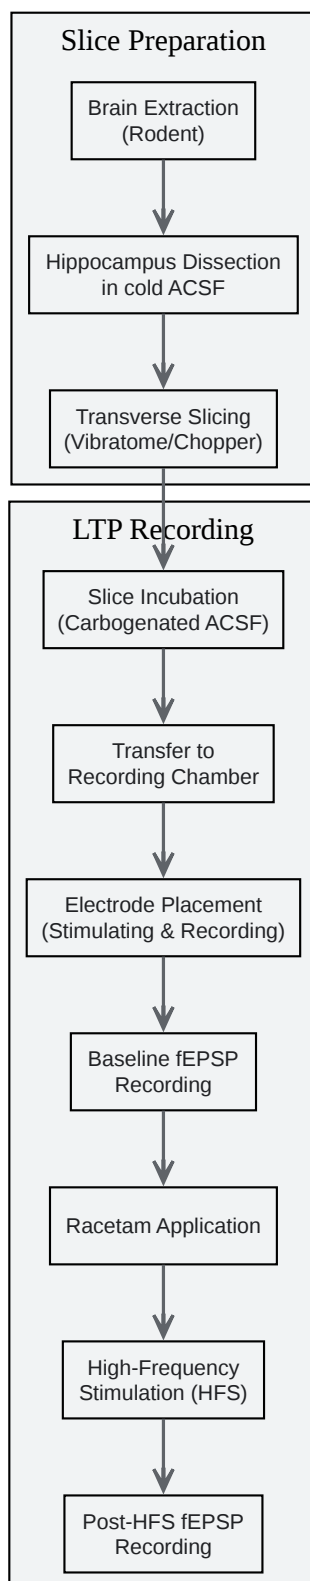 Slice Preparation
Brain Extraction
(Rodent)
Hippocampus Dissection
in cold ACSF
Transverse Slicing
(Vibratome/Chopper)
LTP Recording
Slice Incubation
(Carbogenated ACSF)
Transfer to
Recording Chamber
Electrode Placement
(Stimulating & Recording)
Baseline fEPSP
Recording
Racetam Application
High-Frequency
Stimulation (HFS)
Post-HFS fEPSP
Recording